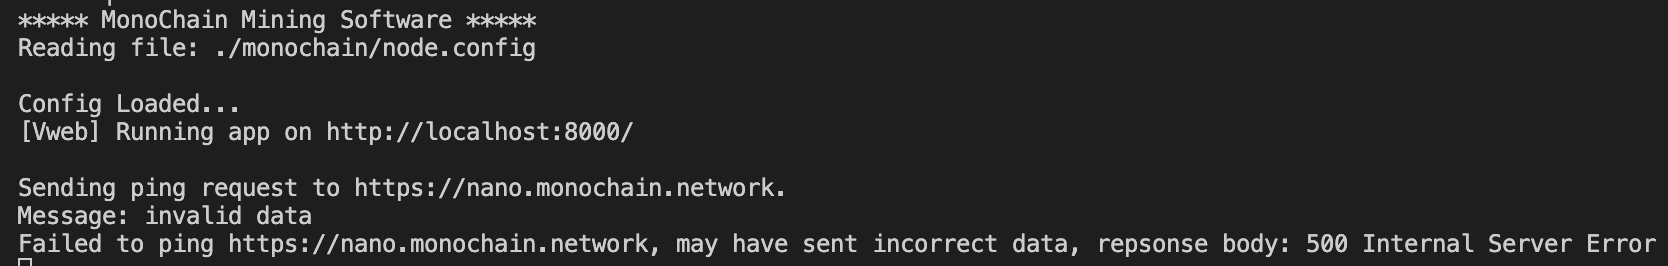 ***** MonoChain Mining Software *****
Reading file: ./monochain/node.config
Config Loaded...
[Vweb] Running app on http://localhost:8000/
Sending ping request to https://nano.monochain.network.
Message: invalid data
Failed to ping https://nano.monochain.network, may have sent incorrect data, repsonse body: 500 Internal Server Error